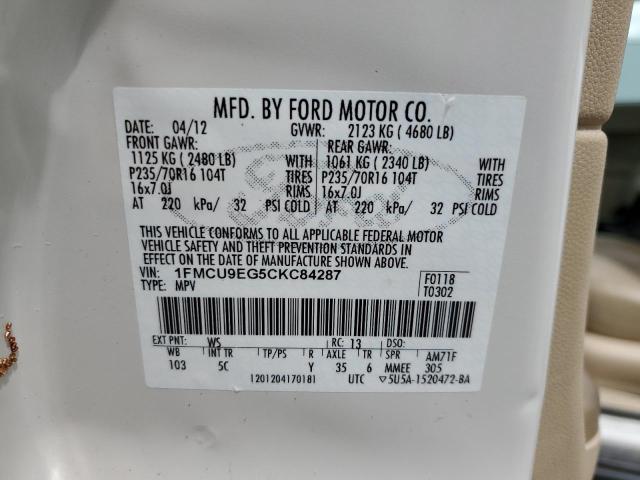 MFD. BY FORD MOTOR CO.
DATE: 04/12 GVWR: 2123 KG ( 4680 LB)
FRONT GAWR: REAR GAWR:
1125 KG ( 2480 LB) WITH 1061 KG ( 2340 LB) WITH
P235/70R16 104T TIRES P235/70R16 104T TIRES
16x7.0J RIMS 16x7.0J RIMS
AT 220 kPa/ 32 PSI COLD AT 220 kPa/ 32 PSI COLD
THIS VEHICLE CONFORMS TO ALL APPLICABLE FEDERAL MOTOR
VEHICLE SAFETY AND THEFT PREVENTION STANDARDS IN
EFFECT ON THE DATE OF MANUFACTURE SHOWN ABOVE.
VIN: 1FMCU9EG5CKC84287 F0118
TYPE: MPV T0302
EXT PNT: WS RC: 13 DSO:
WB INT TR TP/PS R AXLE TR SPR AM71F
103 5C Y 35 6 MMEE 305
1201204170181 UTC ▽5U5A-1520472-BA